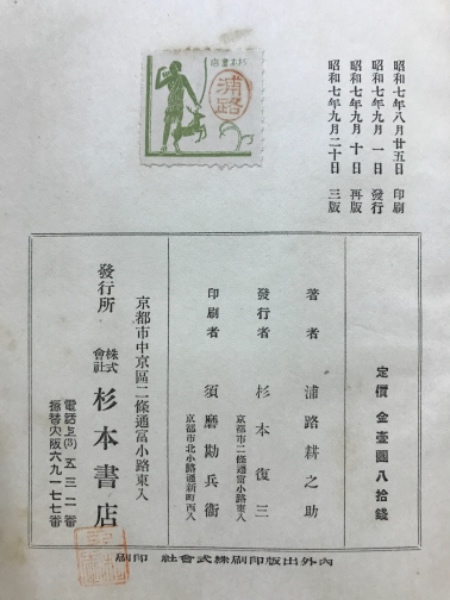 昭和七年八月廿五日 印刷
昭和七年九月一日 發行
昭和七年九月十日 再版
昭和七年九月二十日 三版
浦路
定價 金壹圓八拾錢
著者 浦路耕之助
發行者 杉本復三
京都市二條通富小路東入
印刷者 須磨勘兵衞
京都市北小路通新町西入
京都市中京區二條通富小路東入
發行所 株式會社 杉本書店
電話上(3)五三二一番
振替大阪六九一七七番
內外出版印刷株式會社 印刷